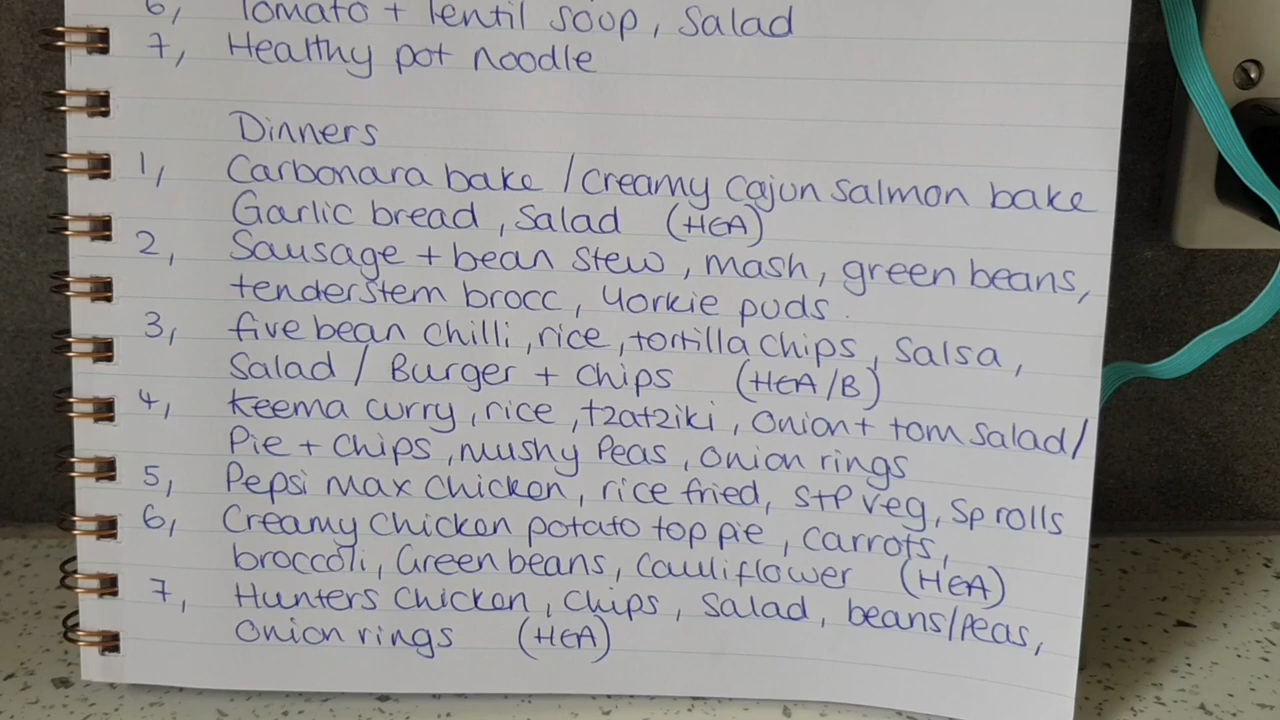 6, Tomato + lentil soup, Salad
7, Healthy pot noodle
Dinners
1, Carbonara bake / creamy cajun salmon bake
Garlic bread, salad (HEA)
2, Sausage + bean stew, mash, green beans,
tenderstem brocc, Yorkie puds.
3, five bean chilli, rice, tortilla chips, salsa,
Salad / Burger + chips (HEA/B)
4, Keema curry, rice, tzatziki, onion + tom salad /
Pie + chips, mushy Peas, onion rings
5, Pepsi Max Chicken, rice fried, S+P veg, Sp rolls
6, Creamy chicken potato top pie, carrots,
broccoli, Green beans, cauliflower (HEA)
7, Hunters Chicken, chips, salad, beans/peas,
Onion rings (HEA)